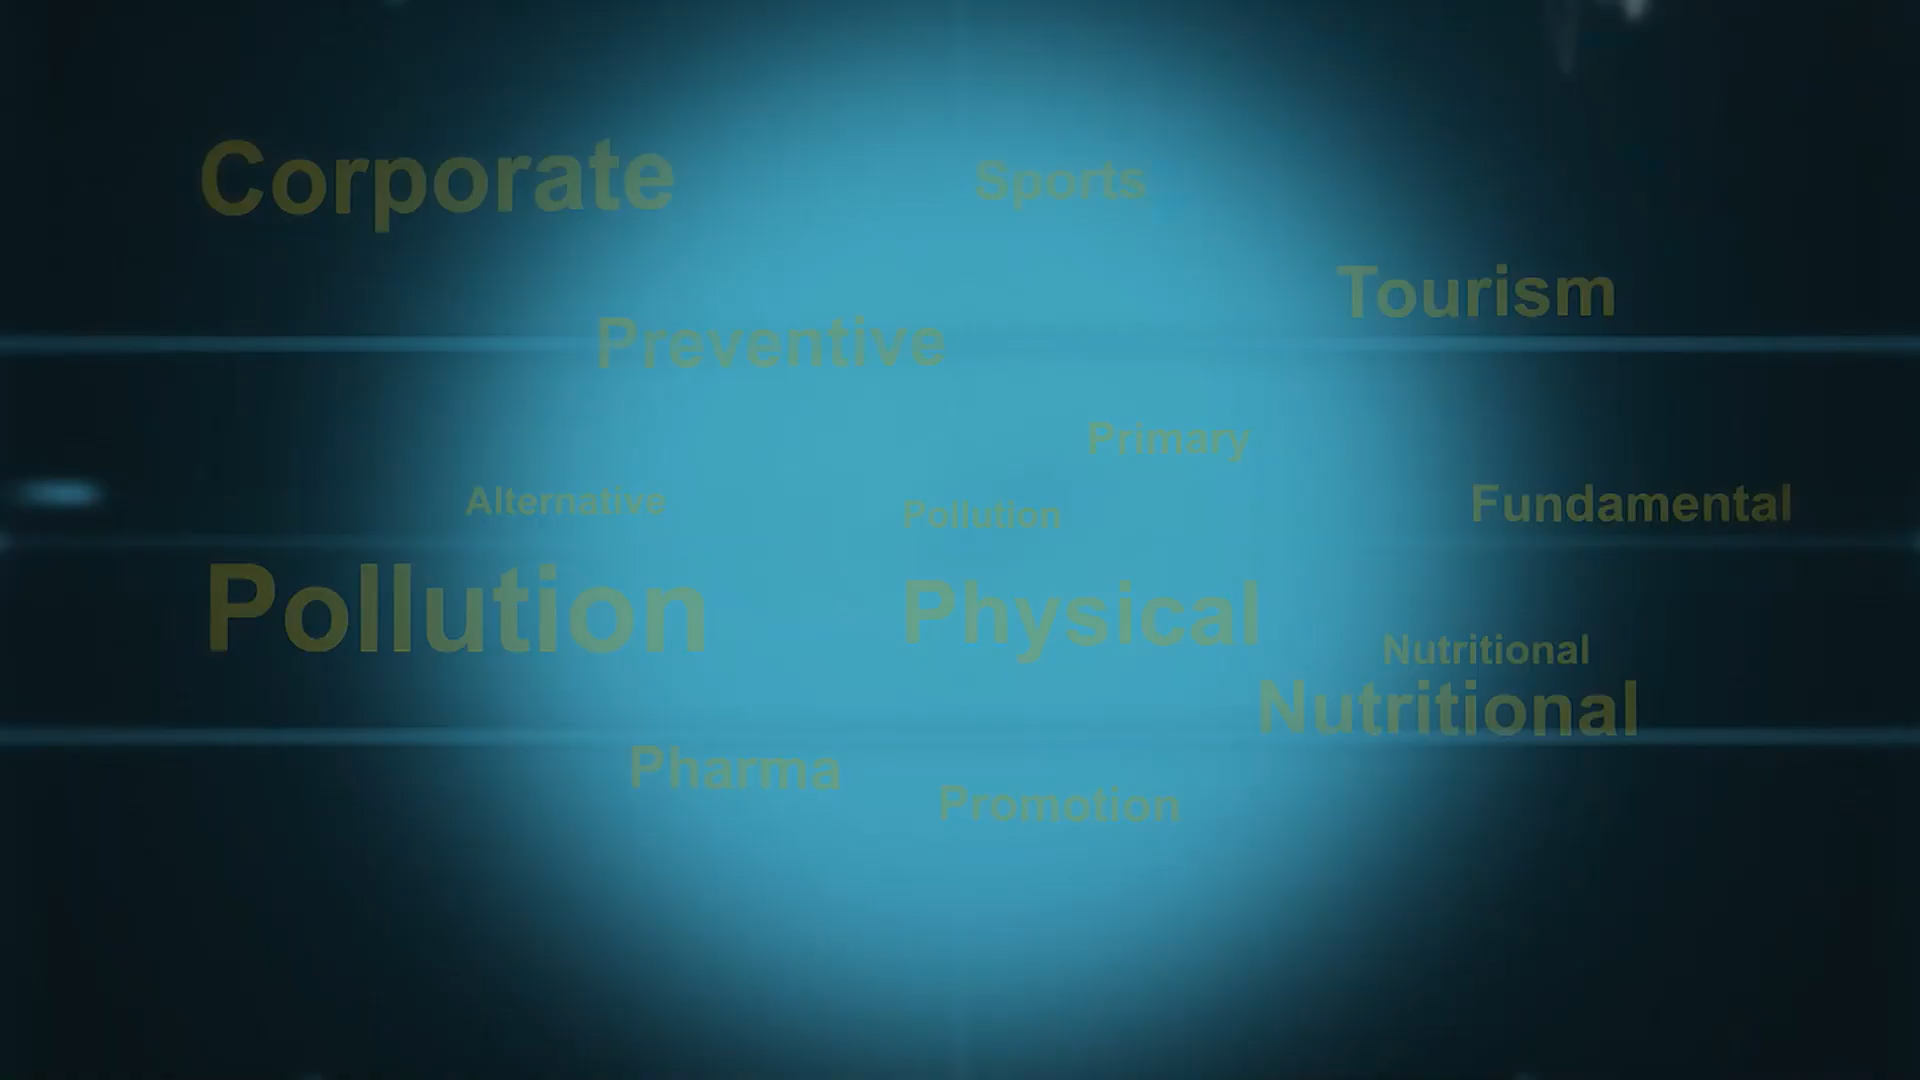 Corporate
Sports
Tourism
Preventive
Primary
Alternative
Pollution
Fundamental
Pollution
Physical
Nutritional
Nutritional
Pharma
Promotion